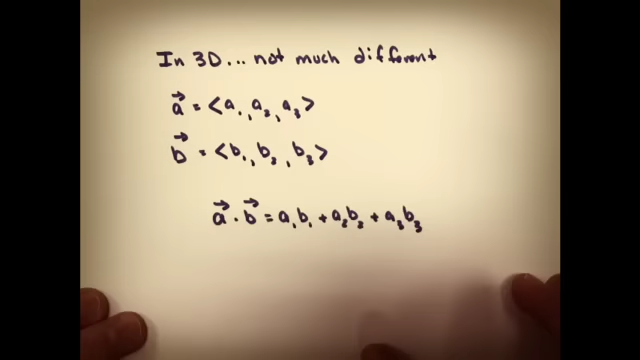 In 3D... not much different
a⃗ = <a₁, a₂, a₃>
b⃗ = <b₁, b₂, b₃>
a⃗ · b⃗ = a₁b₁ + a₂b₂ + a₃b₃